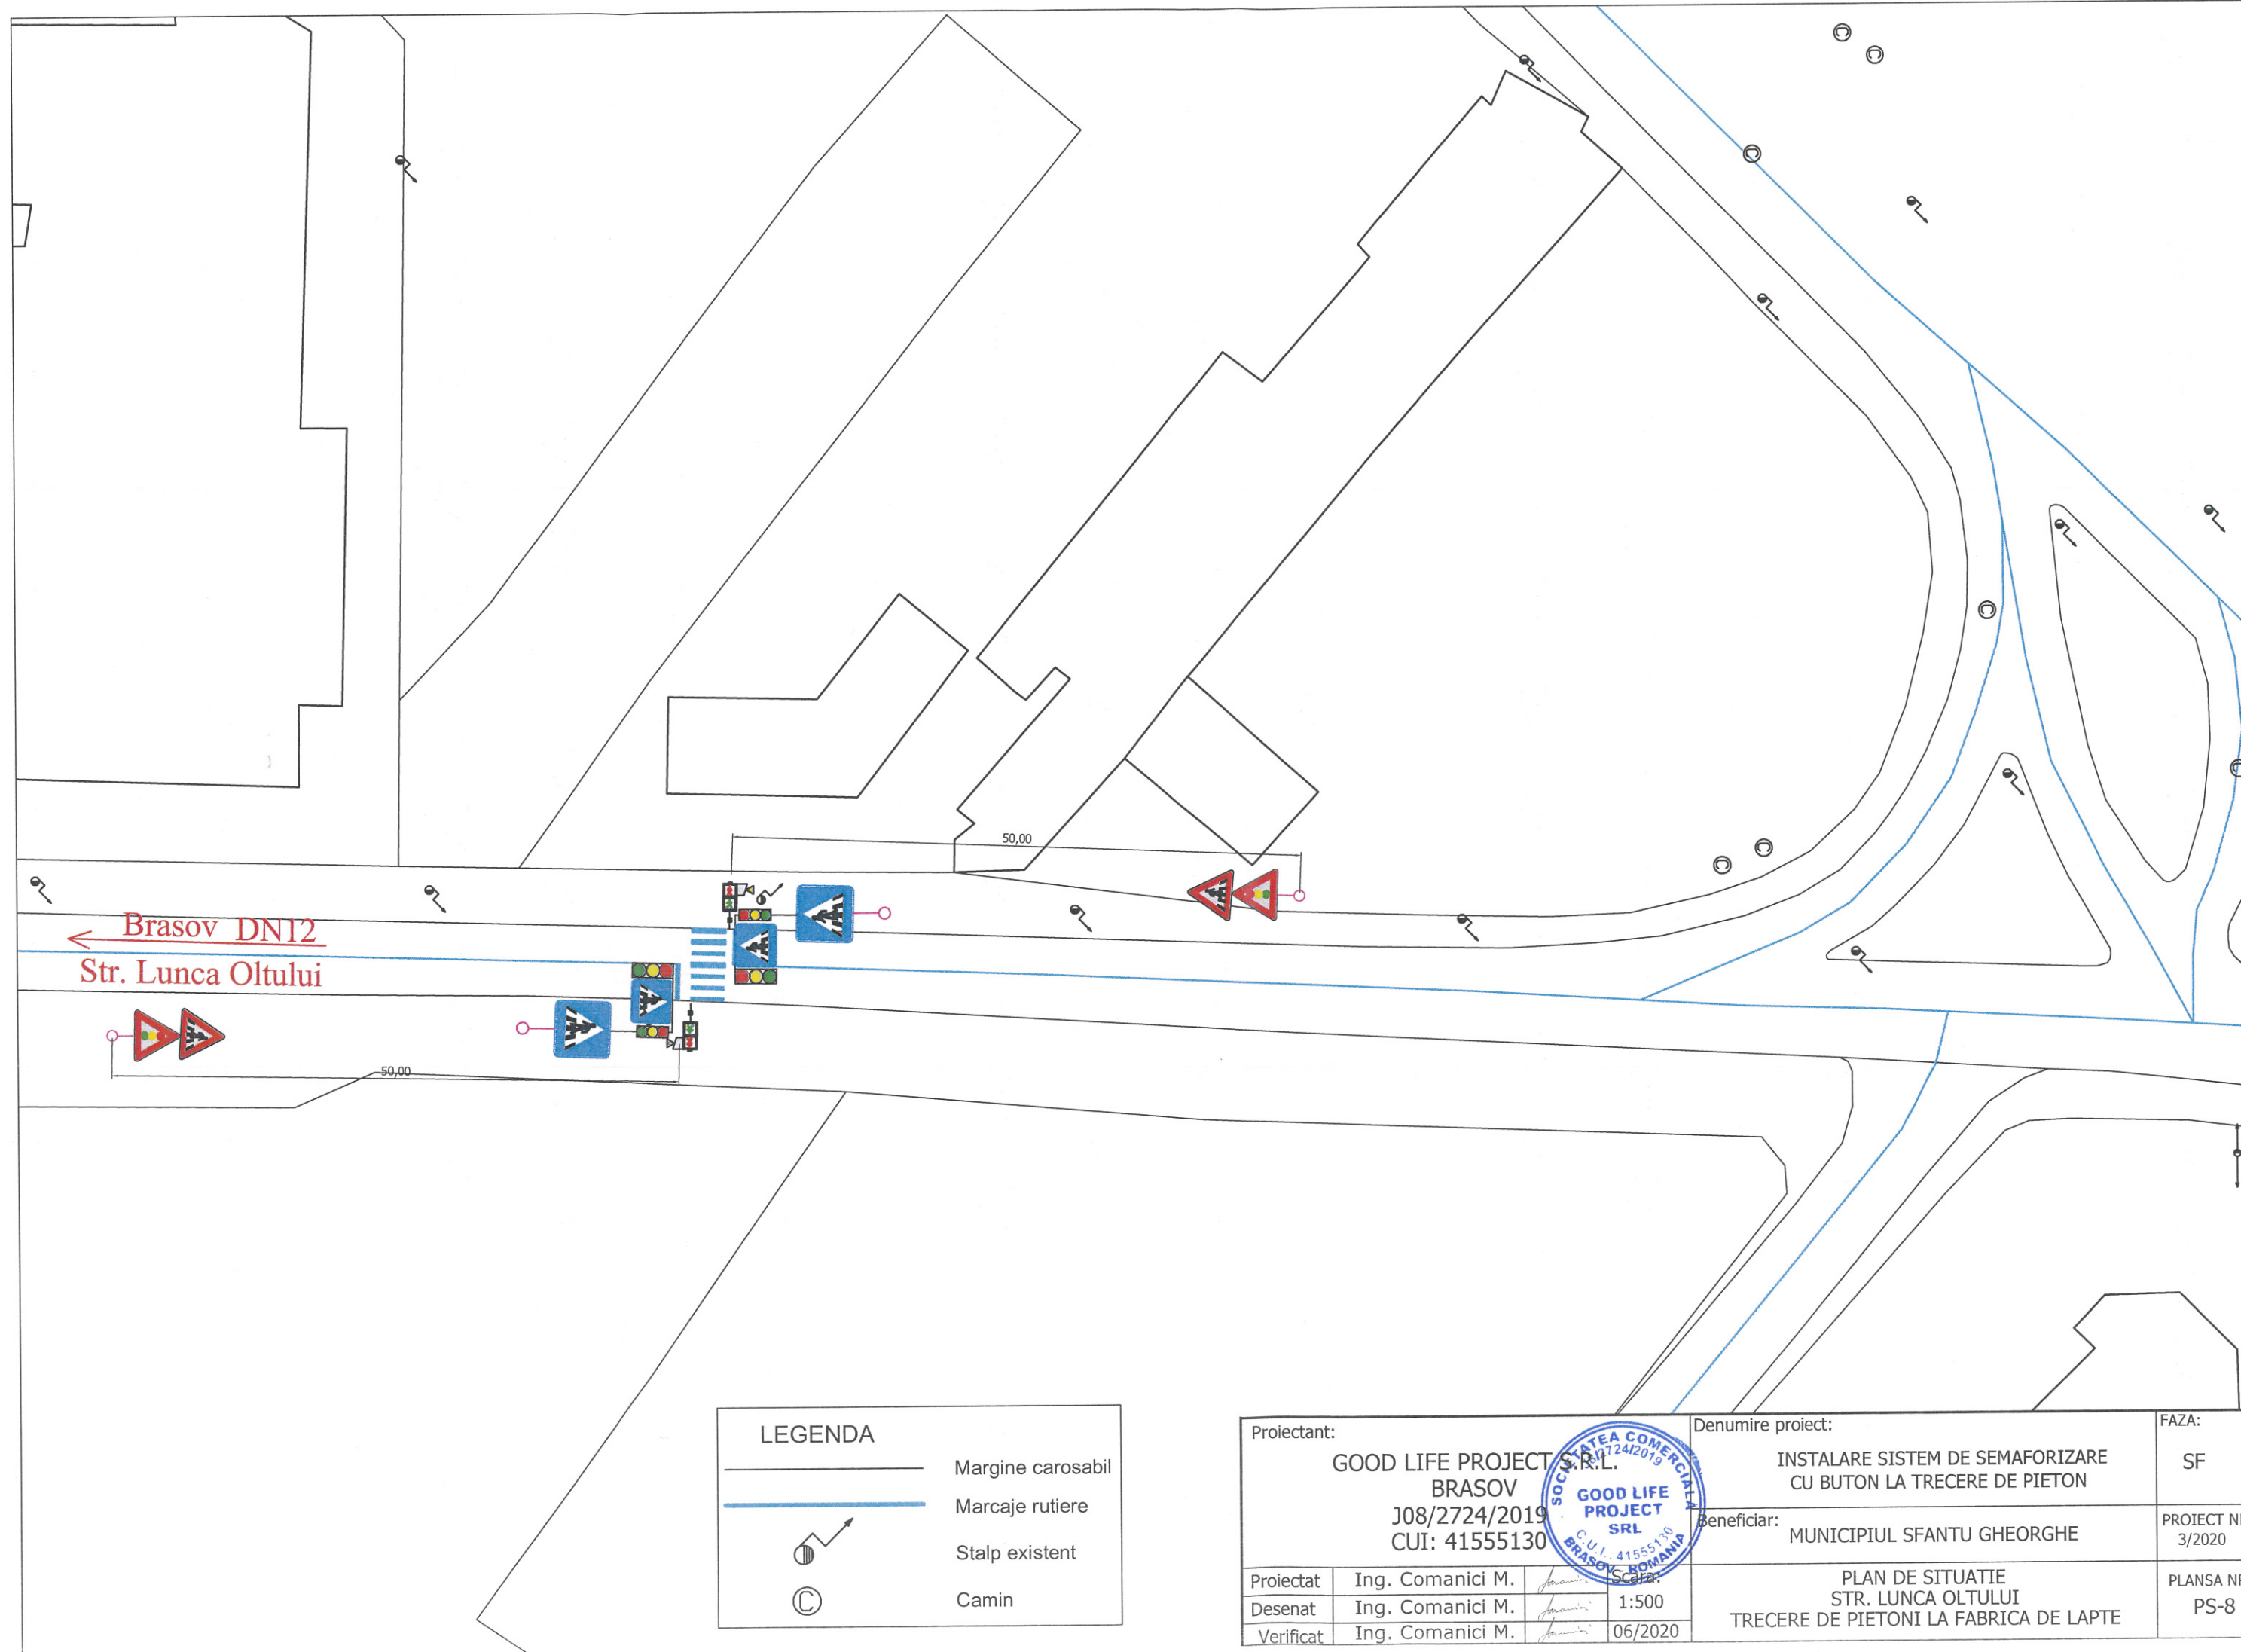 50,00
Brasov DN12
Str. Lunca Oltului
50,00
LEGENDA
Margine carosabil
Marcaje rutiere
Stalp existent
C Camin
Proiectant:
GOOD LIFE PROJECT S.R.L.
BRASOV
J08/2724/2019
CUI: 41555130
SOCIETATEA COMERCIALA
GOOD LIFE
PROJECT
SRL
C.U.I. 41555130
BRASOV ROMANIA
Denumire proiect:
INSTALARE SISTEM DE SEMAFORIZARE
CU BUTON LA TRECERE DE PIETON
FAZA:
SF
Beneficiar:
MUNICIPIUL SFANTU GHEORGHE
PROIECT
3/2020
Proiectat Ing. Comanici M.
Desenat Ing. Comanici M.
Verificat Ing. Comanici M.
Scara:
1:500
06/2020
PLAN DE SITUATIE
STR. LUNCA OLTULUI
TRECERE DE PIETONI LA FABRICA DE LAPTE
PLANSA
PS-8